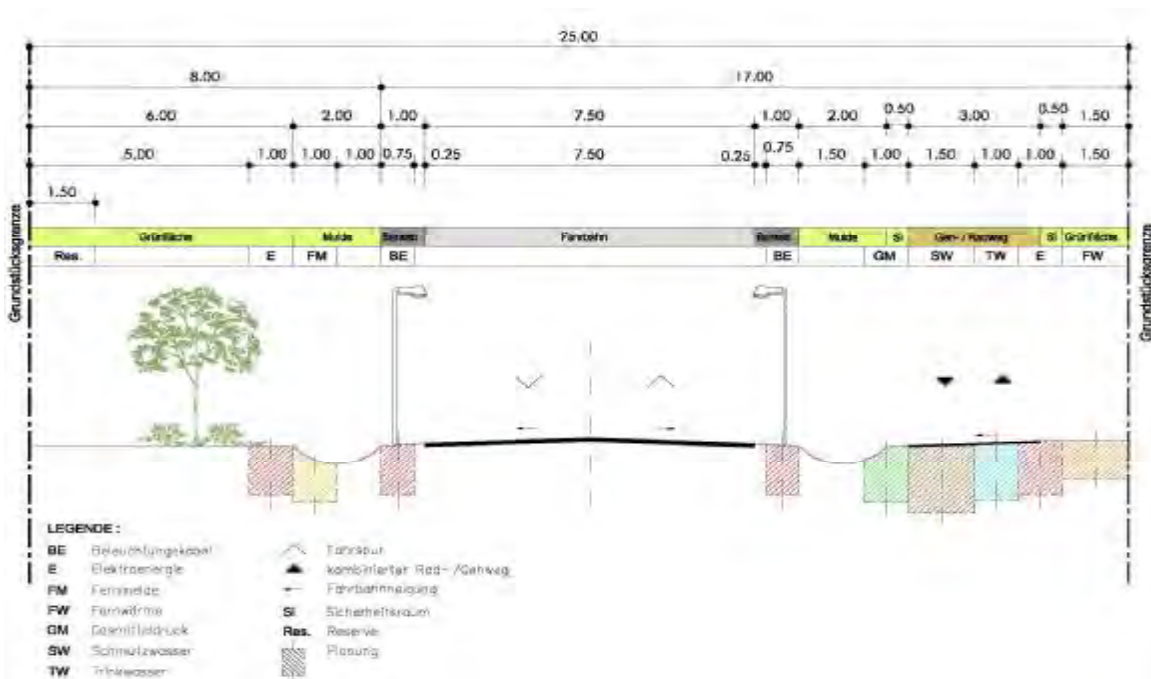 25.00
8.00 17.00
6.00 2.00 1.00 7.50 1.00 2.00 0.50 3.00 0.50 1.50
5.00 1.00 1.00 1.00 0.75 0.25 7.50 0.25 0.75 1.50 1.00 1.50 1.00 1.00 1.50
1.50
Grundstücksgrenze
Grundstücksgrenze
Grünfläche Mulde Bankett Fahrbahn Bankett Mulde SI Geh-/Radweg SI Grünfläche
Res. E FM BE BE GM SW TW E FW
LEGENDE :
BE Beleuchtungskabel
E Elektroenergie
FM Fernmelde
FW Fernwärme
GM Gasmitteldruck
SW Schmutzwasser
TW Trinkwasser
Fahrspur
kombinierter Rad-/Gehweg
Fahrbahnneigung
SI Sicherheitsraum
Res. Reserve
Planung